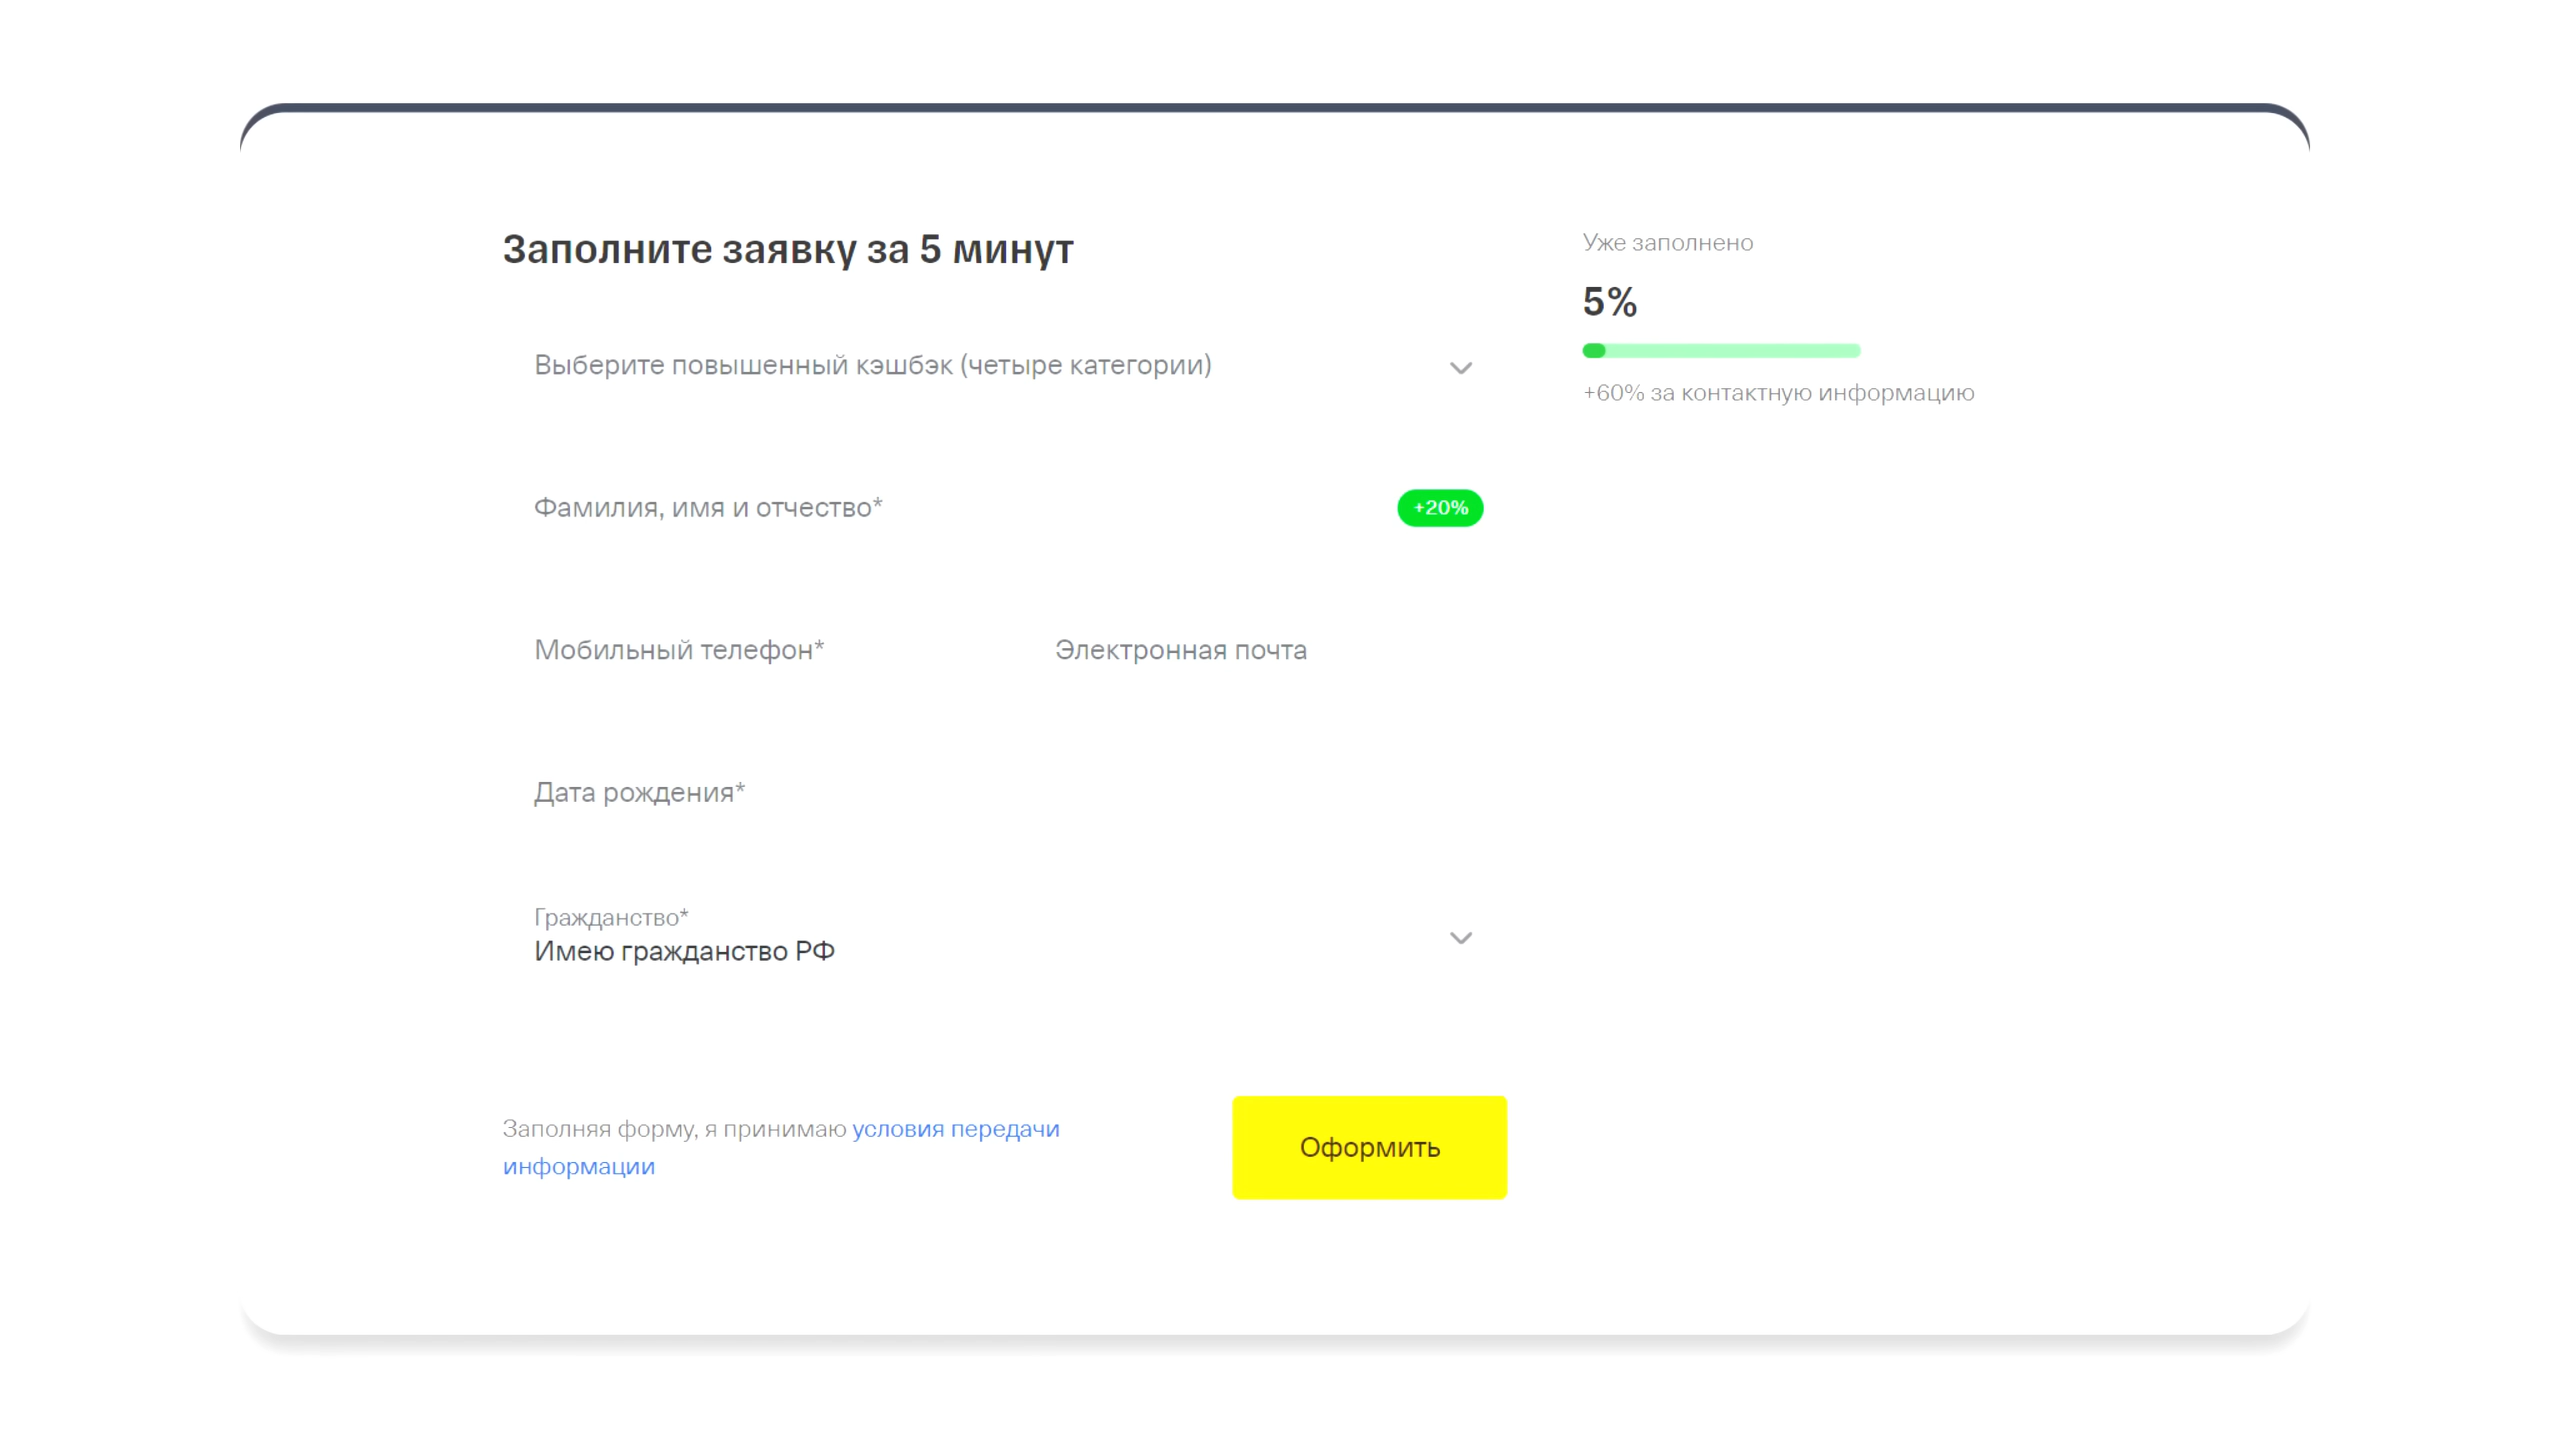 Заполните заявку за 5 минут
Выберите повышенный кэшбэк (четыре категории)
Фамилия, имя и отчество*
+20%
Мобильный телефон*
Электронная почта
Дата рождения*
Гражданство*
Имею гражданство РФ
Заполняя форму, я принимаю условия передачи
информации
Оформить
Уже заполнено
5%
+60% за контактную информацию